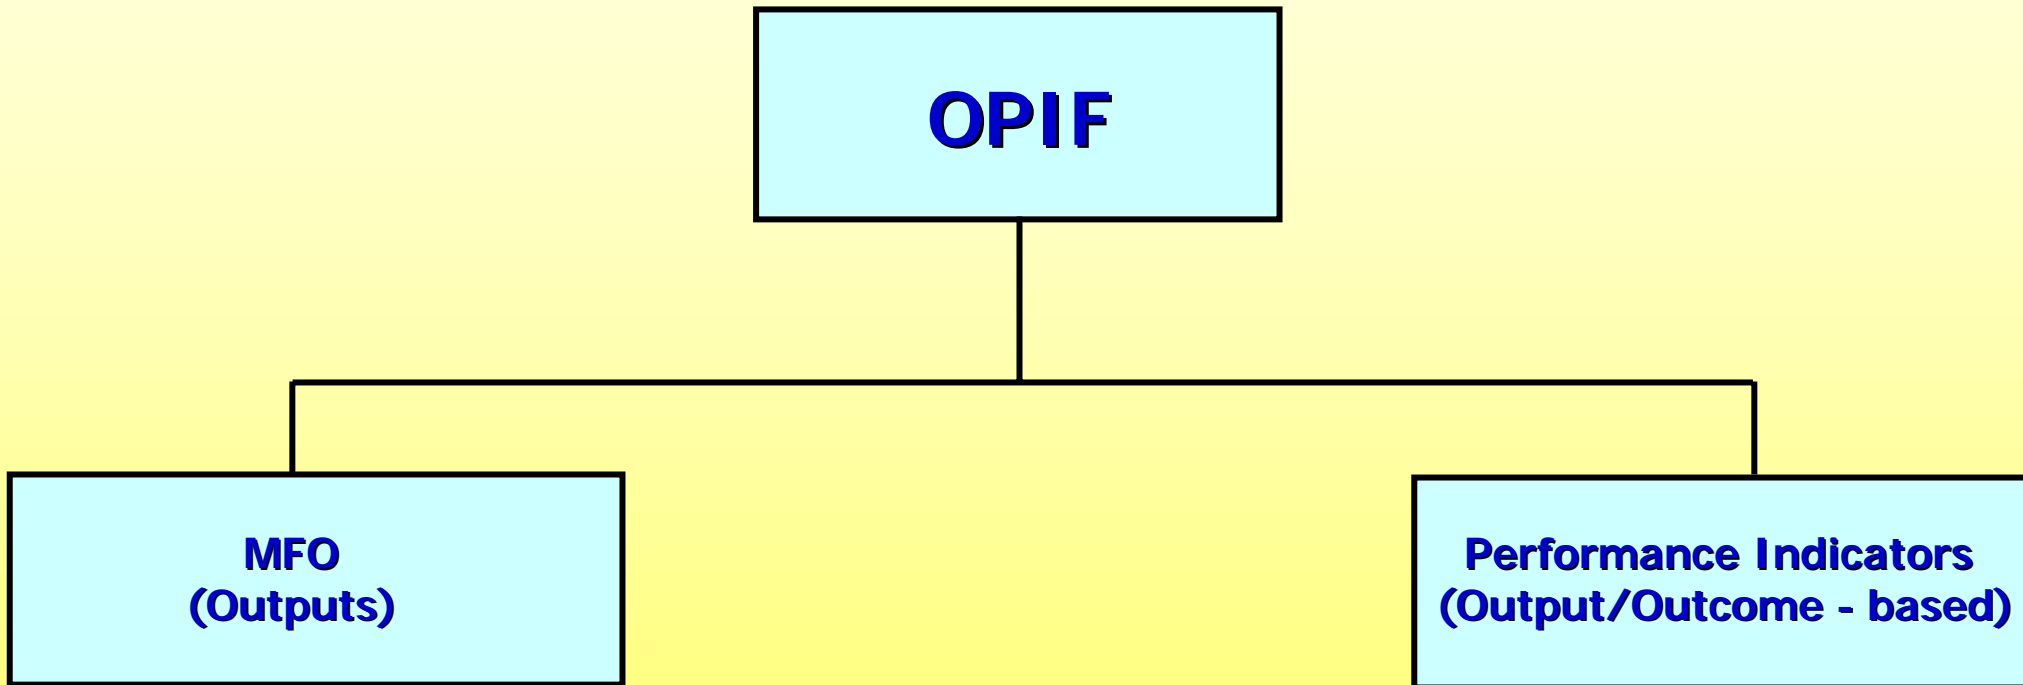 OPIF
MFO
(Outputs)
Performance Indicators
(Output/Outcome - based)